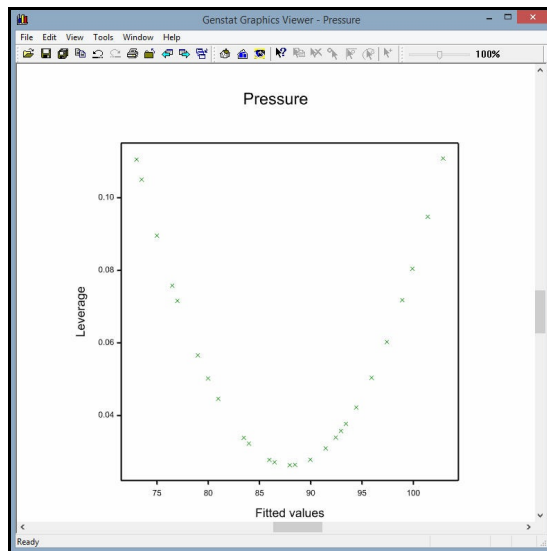 Genstat Graphics Viewer - Pressure
File Edit View Tools Window Help
100%
Pressure
0.10
0.08
0.06
0.04
Leverage
75 80 85 90 95 100
Fitted values
Ready